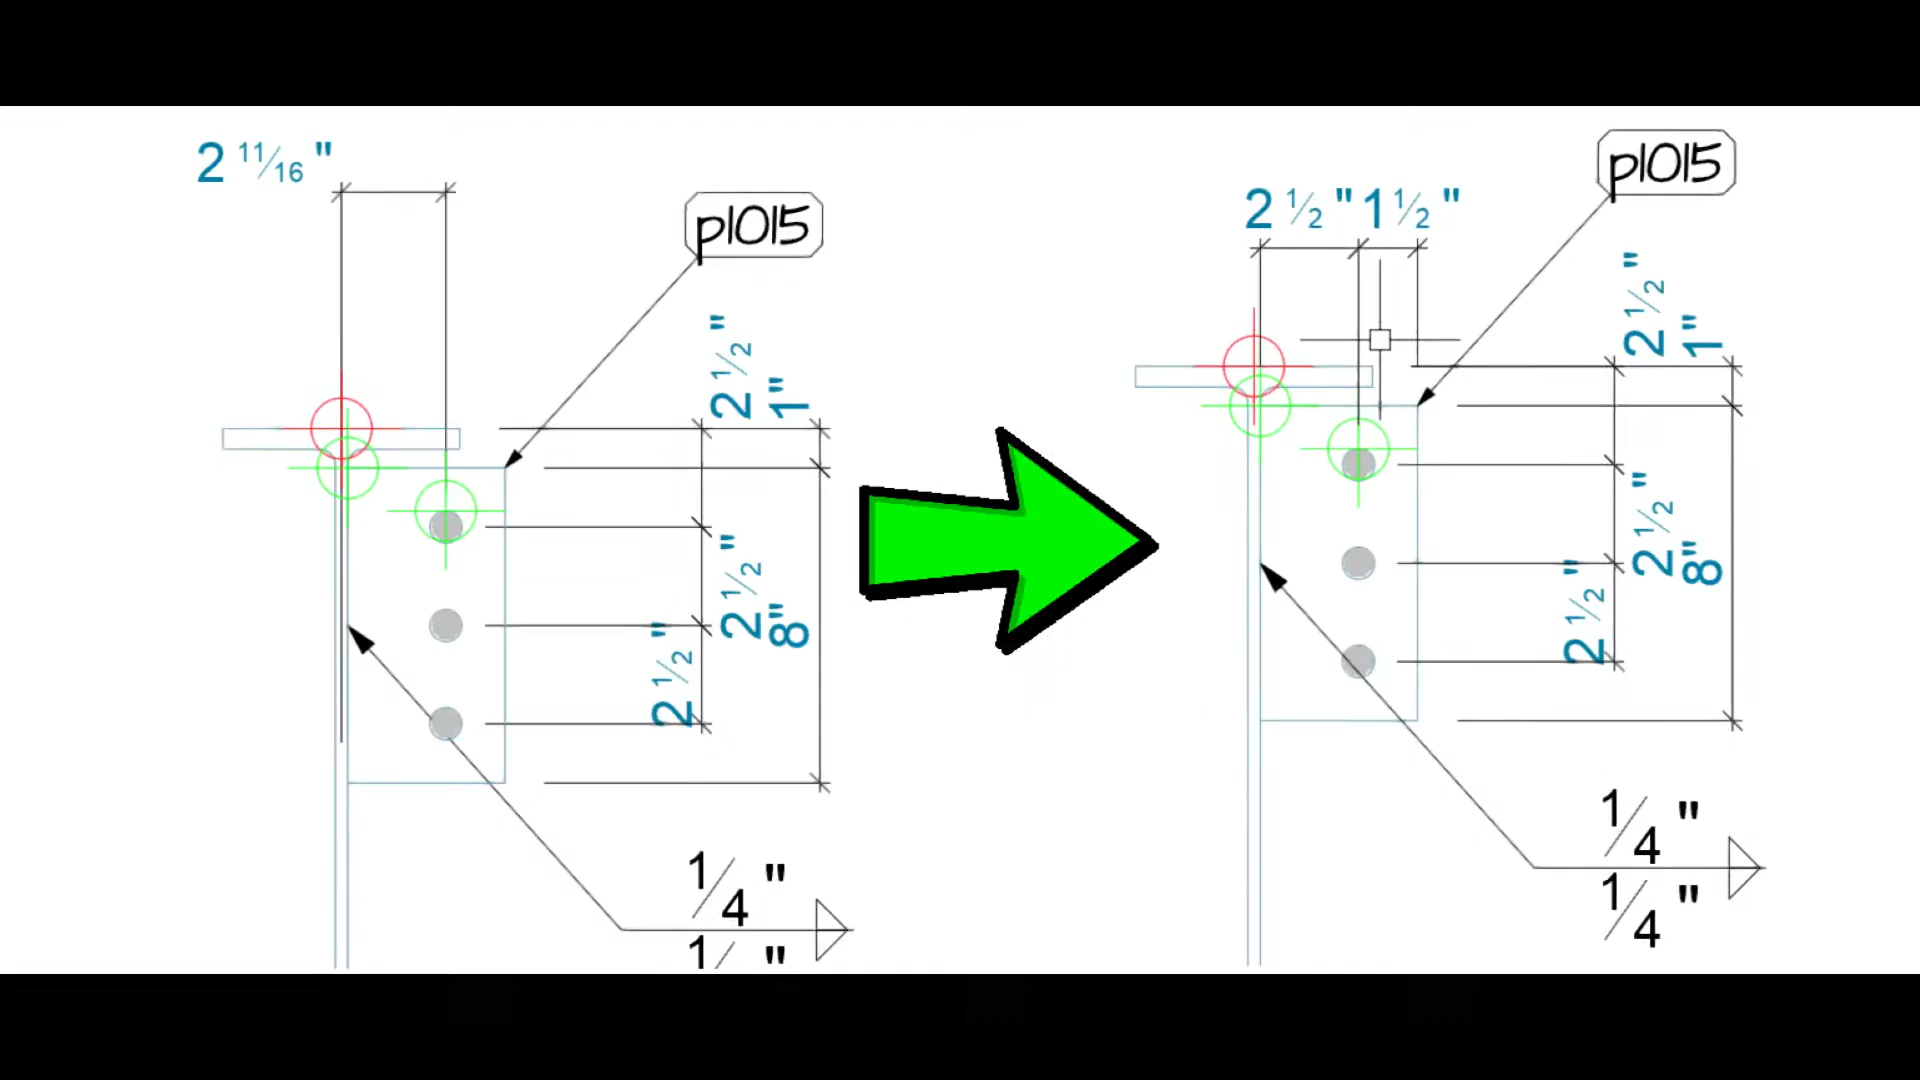 2 11/16 "
p1015
2 1/2 "
1"
2 1/2 "
8"
2 1/2 "
1/4 "
1/ "
p1015
2 1/2 " 1 1/2 "
2 1/2 "
1"
2 1/2 "
8"
2 1/2 "
1/4 "
1/4 "